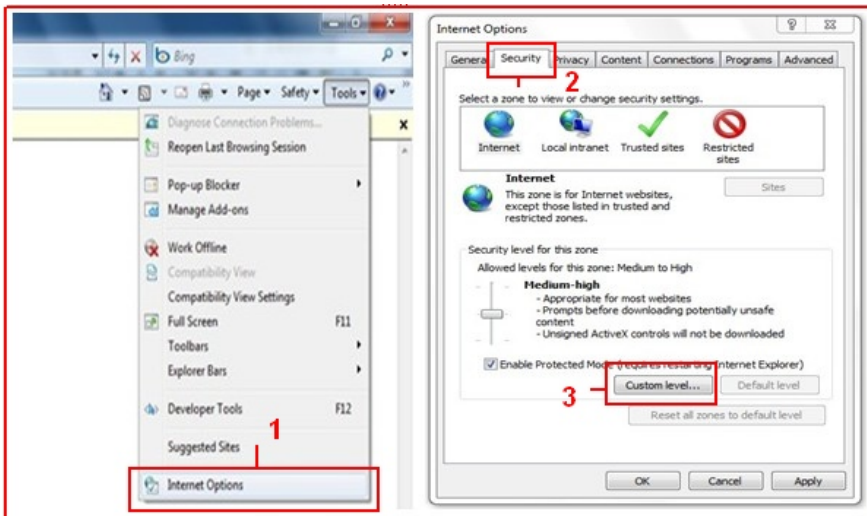 Bing
Page
Safety
Tools
Diagnose Connection Problems...
Reopen Last Browsing Session
Pop-up Blocker
Manage Add-ons
Work Offline
Compatibility View
Compatibility View Settings
Full Screen F11
Toolbars
Explorer Bars
Developer Tools F12
1
Suggested Sites
Internet Options
Internet Options
General Security Privacy Content Connections Programs Advanced
2
Select a zone to view or change security settings.
Internet Local intranet Trusted sites Restricted
sites
Internet
Sites
This zone is for Internet websites,
except those listed in trusted and
restricted zones.
Security level for this zone
Allowed levels for this zone: Medium to High
Medium-high
- Appropriate for most websites
- Prompts before downloading potentially unsafe
content
- Unsigned ActiveX controls will not be downloaded
Enable Protected Mode (requires restarting Internet Explorer)
3
Custom level... Default level
Reset all zones to default level
OK Cancel Apply